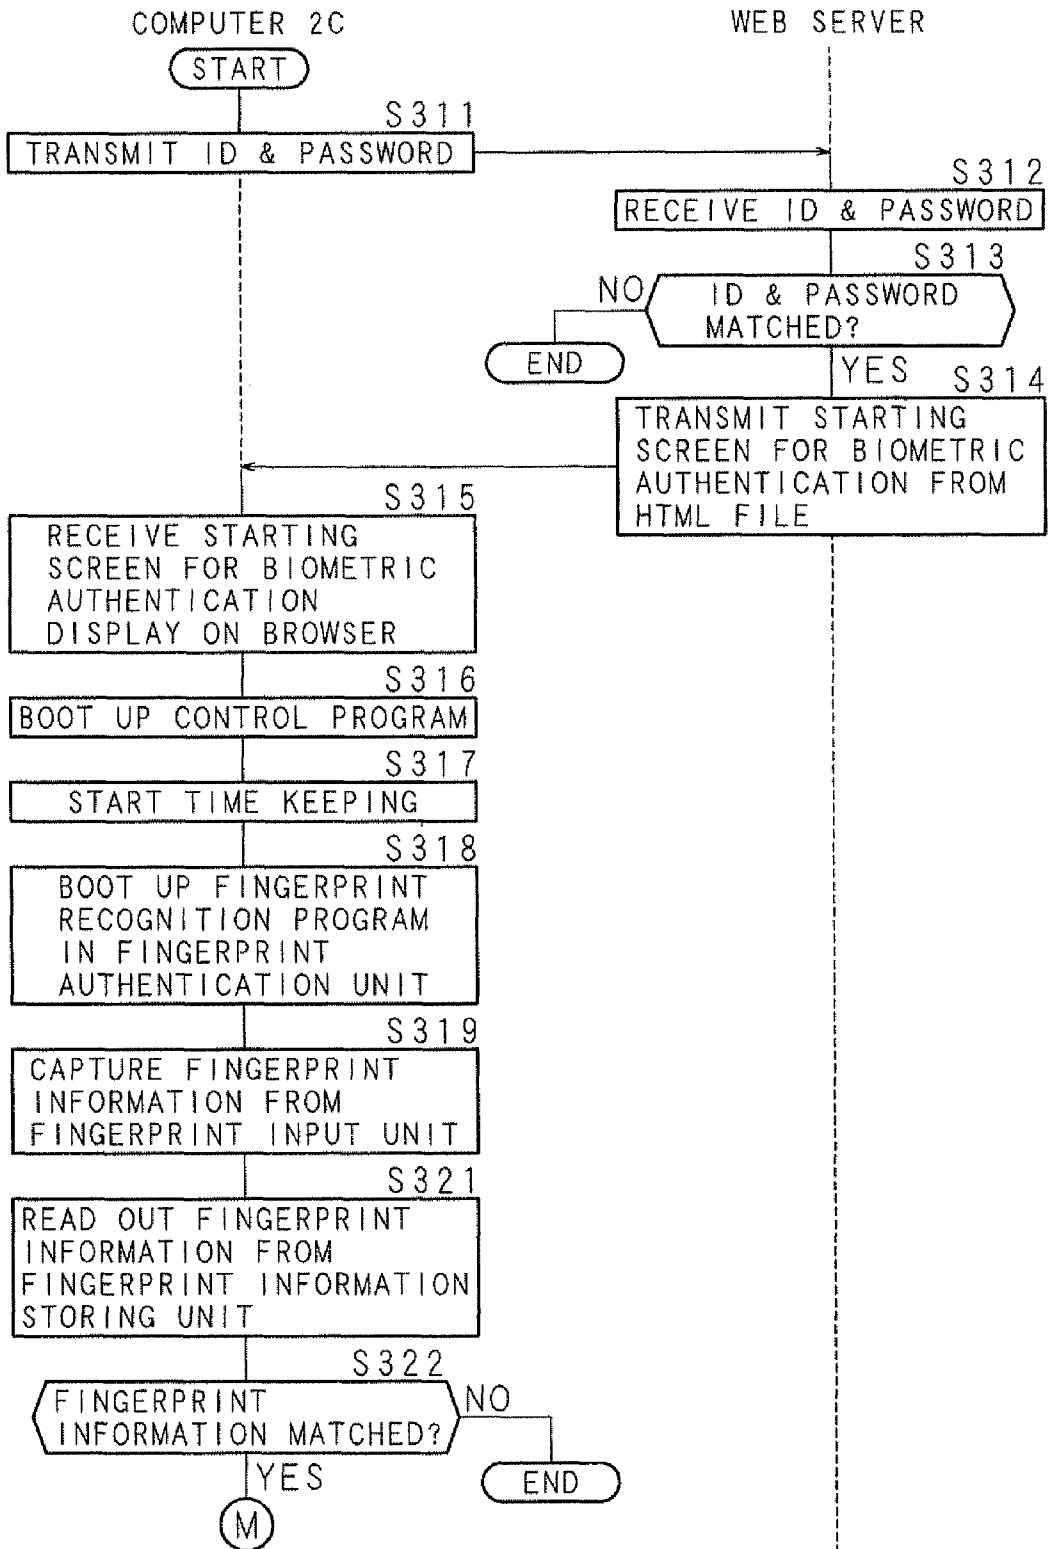 COMPUTER 2C
WEB SERVER
START
S311
TRANSMIT ID & PASSWORD
S312
RECEIVE ID & PASSWORD
S313
NO
ID & PASSWORD
MATCHED?
END
YES
S314
TRANSMIT STARTING
SCREEN FOR BIOMETRIC
AUTHENTICATION FROM
HTML FILE
S315
RECEIVE STARTING
SCREEN FOR BIOMETRIC
AUTHENTICATION
DISPLAY ON BROWSER
S316
BOOT UP CONTROL PROGRAM
S317
START TIME KEEPING
S318
BOOT UP FINGERPRINT
RECOGNITION PROGRAM
IN FINGERPRINT
AUTHENTICATION UNIT
S319
CAPTURE FINGERPRINT
INFORMATION FROM
FINGERPRINT INPUT UNIT
S321
READ OUT FINGERPRINT
INFORMATION FROM
FINGERPRINT INFORMATION
STORING UNIT
S322
FINGERPRINT
INFORMATION MATCHED?
NO
END
YES
M